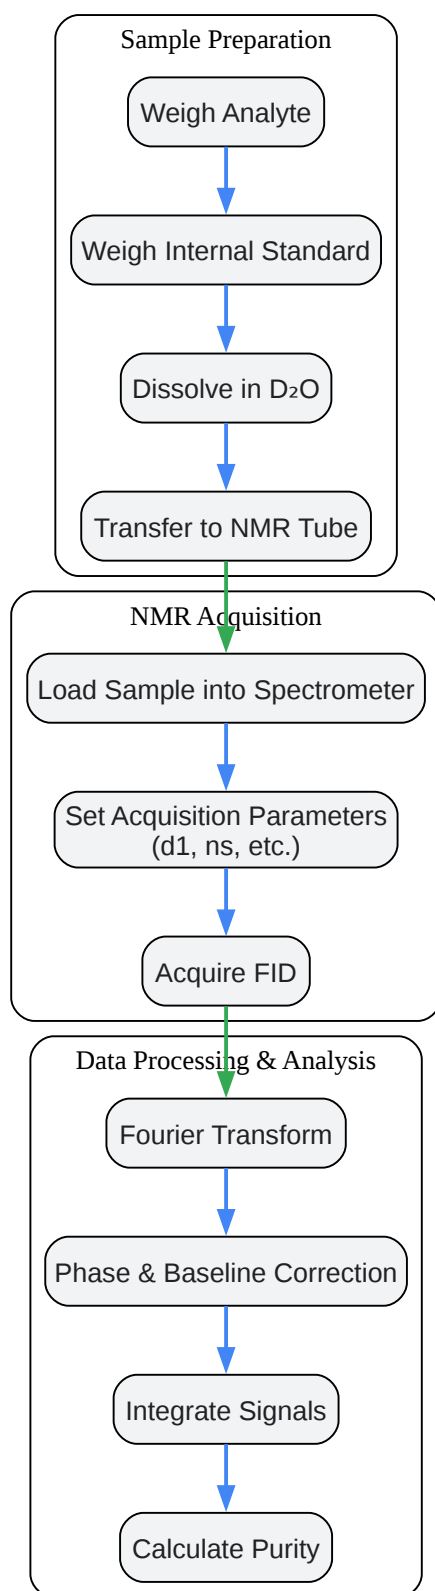 Sample Preparation
Weigh Analyte
Weigh Internal Standard
Dissolve in D₂O
Transfer to NMR Tube
NMR Acquisition
Load Sample into Spectrometer
Set Acquisition Parameters
(d1, ns, etc.)
Acquire FID
Data Processing & Analysis
Fourier Transform
Phase & Baseline Correction
Integrate Signals
Calculate Purity